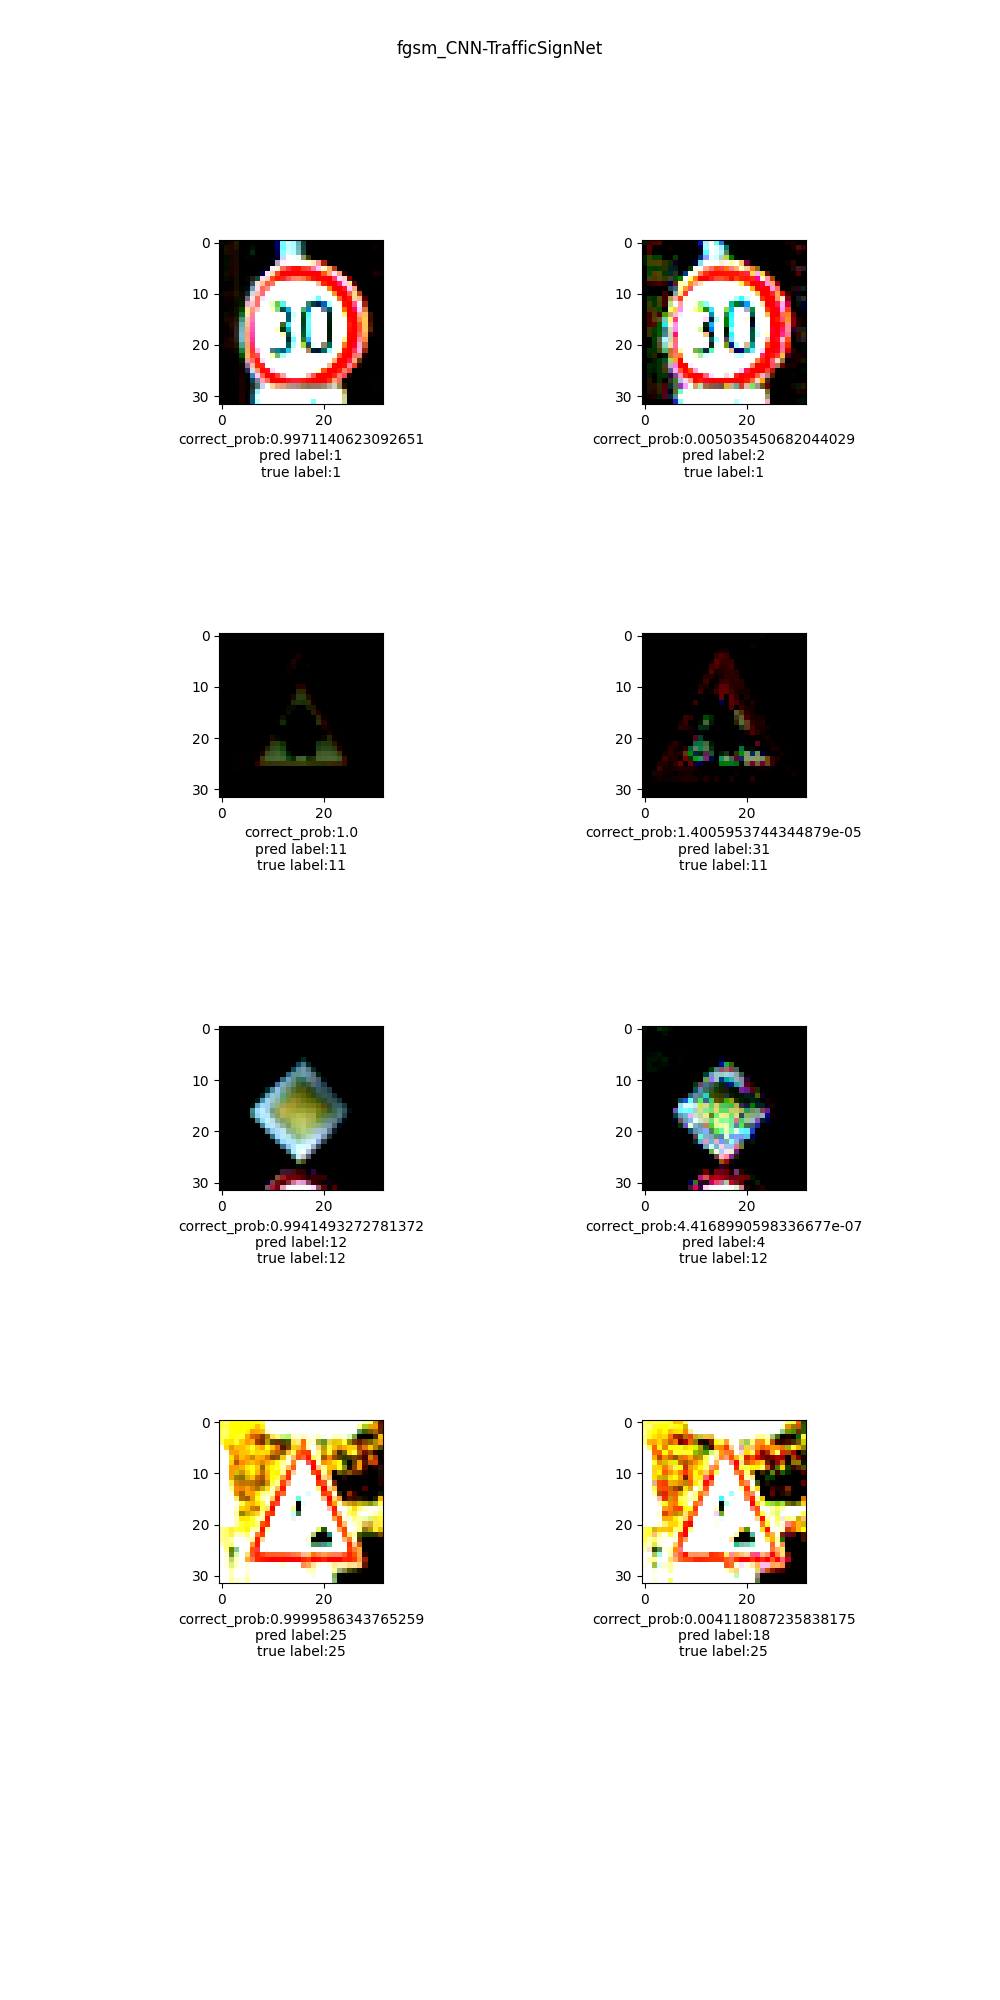 fgsm_CNN-TrafficSignNet
0
10
20
30
30
0
20
correct_prob:0.9971140623092651
pred label:1
true label:1
0
10
20
30
30
0
20
correct_prob:0.005035450682044029
pred label:2
true label:1
0
10
20
30
0
20
correct_prob:1.0
pred label:11
true label:11
0
10
20
30
0
20
correct_prob:1.4005953744344879e-05
pred label:31
true label:11
0
10
20
30
0
20
correct_prob:0.9941493272781372
pred label:12
true label:12
0
10
20
30
0
20
correct_prob:4.4168990598336677e-07
pred label:4
true label:12
0
10
20
30
0
20
correct_prob:0.9999586343765259
pred label:25
true label:25
0
10
20
30
0
20
correct_prob:0.004118087235838175
pred label:18
true label:25